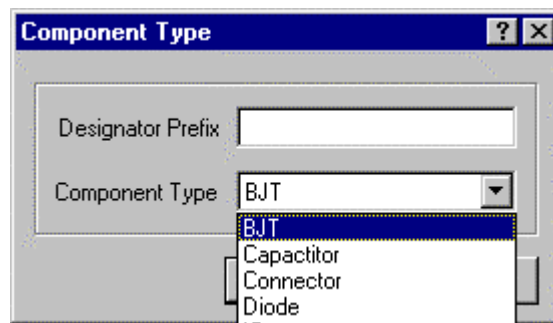 Component Type
Designator Prefix
Component Type BJT
BJT
Capactitor
Connector
Diode